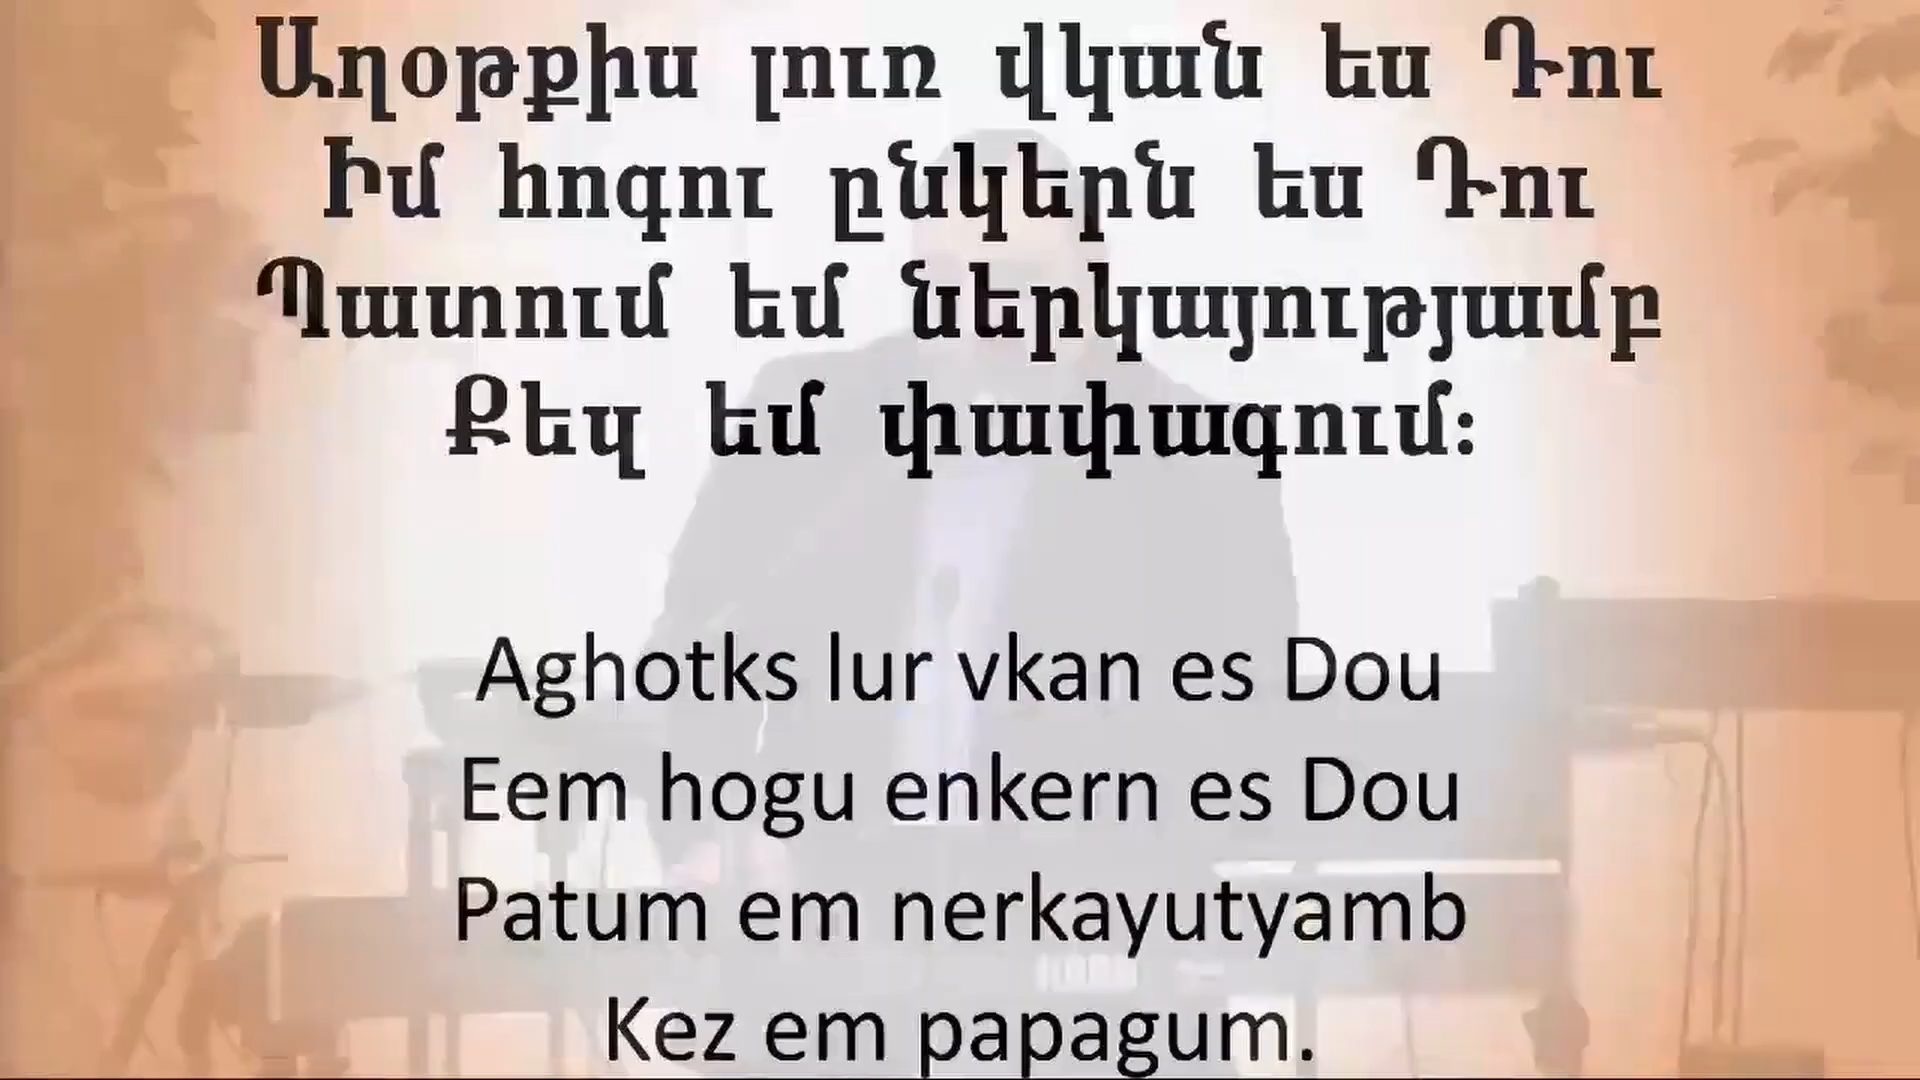 Աղօթքիս լուռ վկան ես Դու
Իմ հոգու ընկերն ես Դու
Պատում եմ ներկայությամբ
Քեզ եմ փափագում։
Aghotks lur vkan es Dou
Eem hogu enkern es Dou
Patum em nerkayutyamb
Kez em papagum.